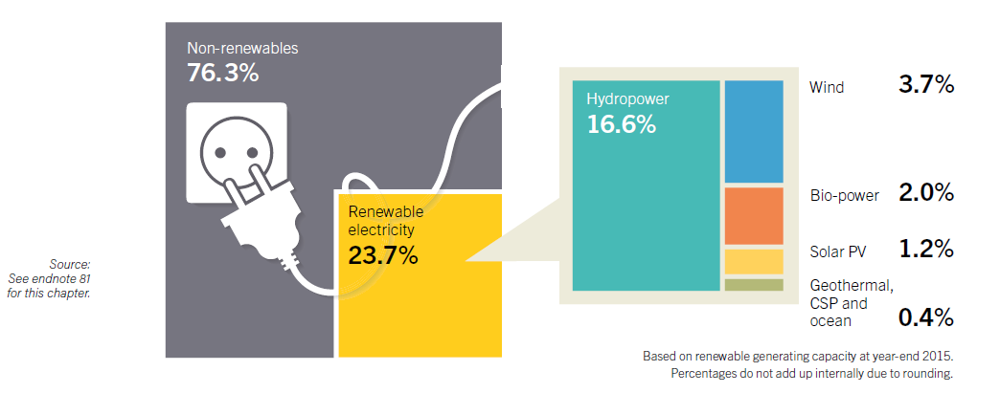 Non-renewables
76.3%
Renewable
electricity
23.7%
Source:
See endnote 81
for this chapter.
Hydropower
16.6%
Wind 3.7%
Bio-power 2.0%
Solar PV 1.2%
Geothermal,
CSP and
ocean 0.4%
Based on renewable generating capacity at year-end 2015.
Percentages do not add up internally due to rounding.